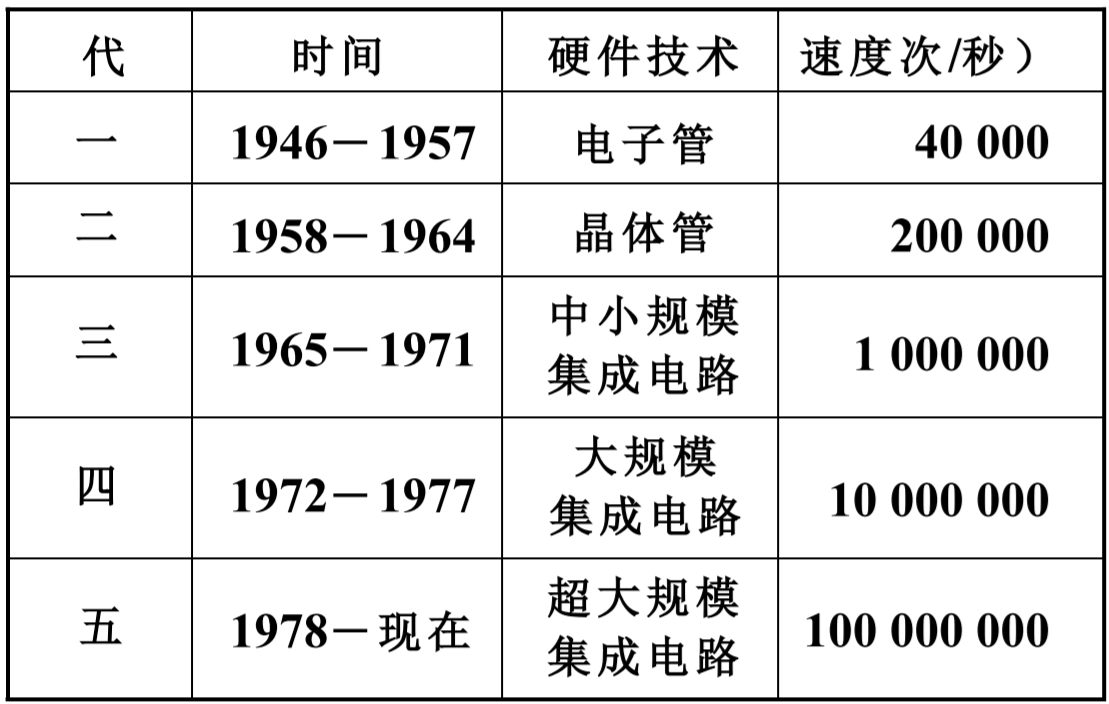 代 时间 硬件技术 速度次/秒）
一 1946－1957 电子管 40 000
二 1958－1964 晶体管 200 000
三 1965－1971 中小规模
集成电路 1 000 000
四 1972－1977 大规模
集成电路 10 000 000
五 1978－现在 超大规模
集成电路 100 000 000